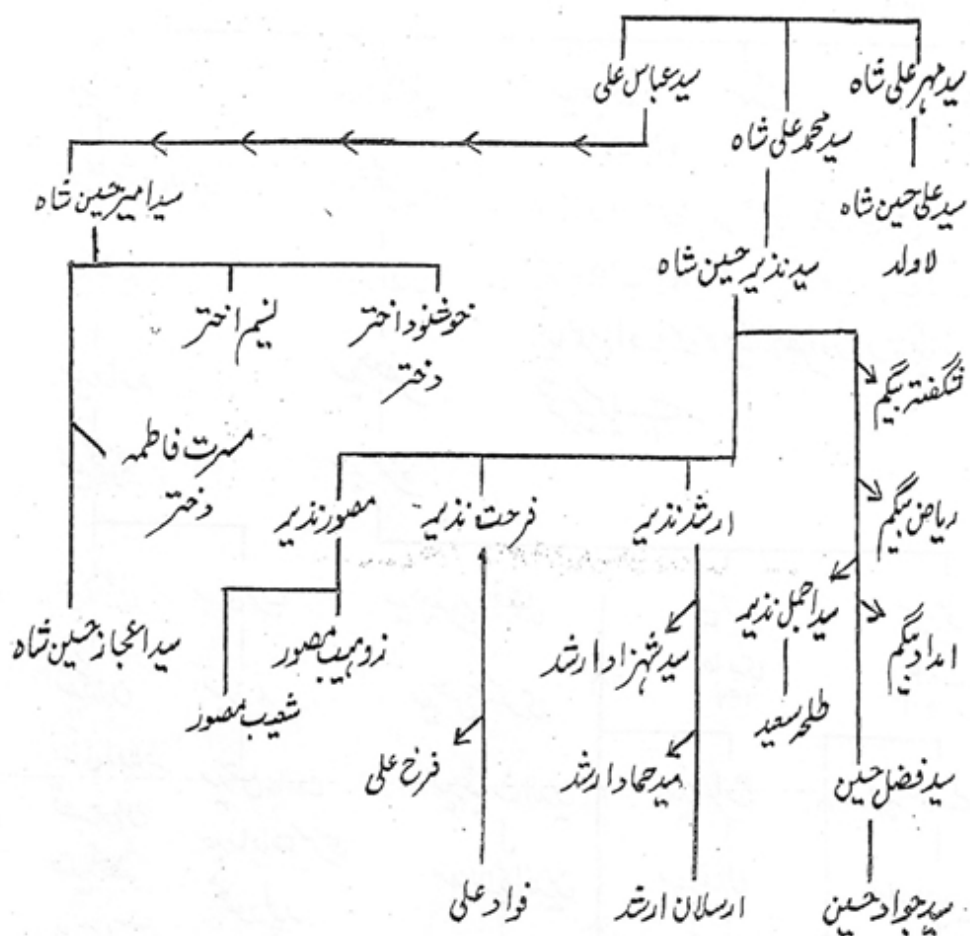 سید مہر علی شاہ
سید محمد علی شاہ
سید عباس علی
سید علی حسین شاہ
لاولد
سید نذیر حسین شاہ
سید امیر حسین شاہ
خوشنود اختر
دختر
نسیم اختر
مسرت فاطمہ
دختر
سید اعجاز حسین شاہ
شگفتہ بیگم
ریاض بیگم
امداد بیگم
سید اجمل نذیر
طلحہ سعید
سید فضل حسین
سید جواد حسین
ارشد نذیر
سید شہزاد ارشد
سید حماد ارشد
ارسلان ارشد
فرحت نذیر
فرخ علی
فواد علی
مصور نذیر
زوہیب مصور
شعیب مصور